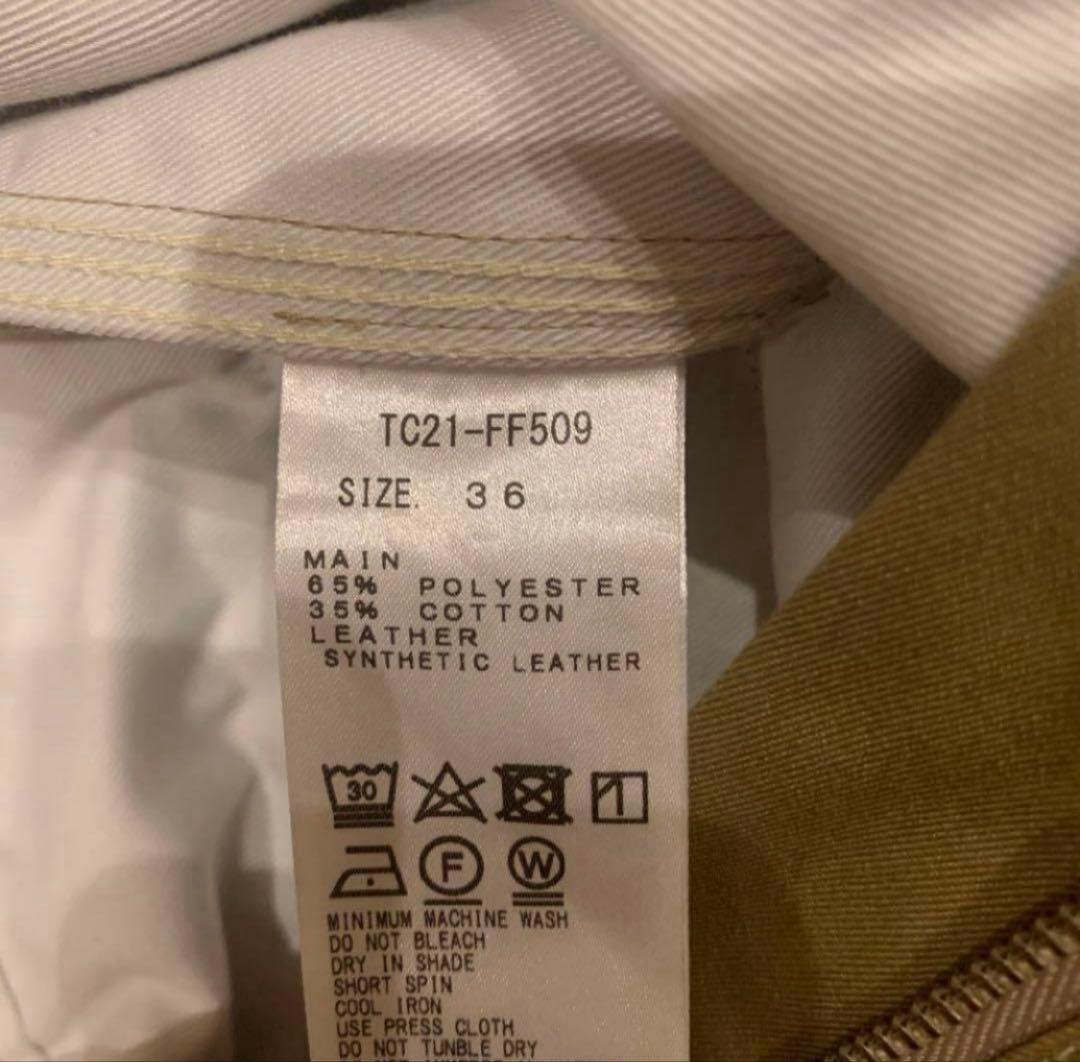 TC21-FF509
SIZE. 36
MAIN
65% POLYESTER
35% COTTON
LEATHER
SYNTHETIC LEATHER
30
F W
MINIMUM MACHINE WASH
DO NOT BLEACH
DRY IN SHADE
SHORT SPIN
COOL IRON
USE PRESS CLOTH
DO NOT TUNBLE DRY